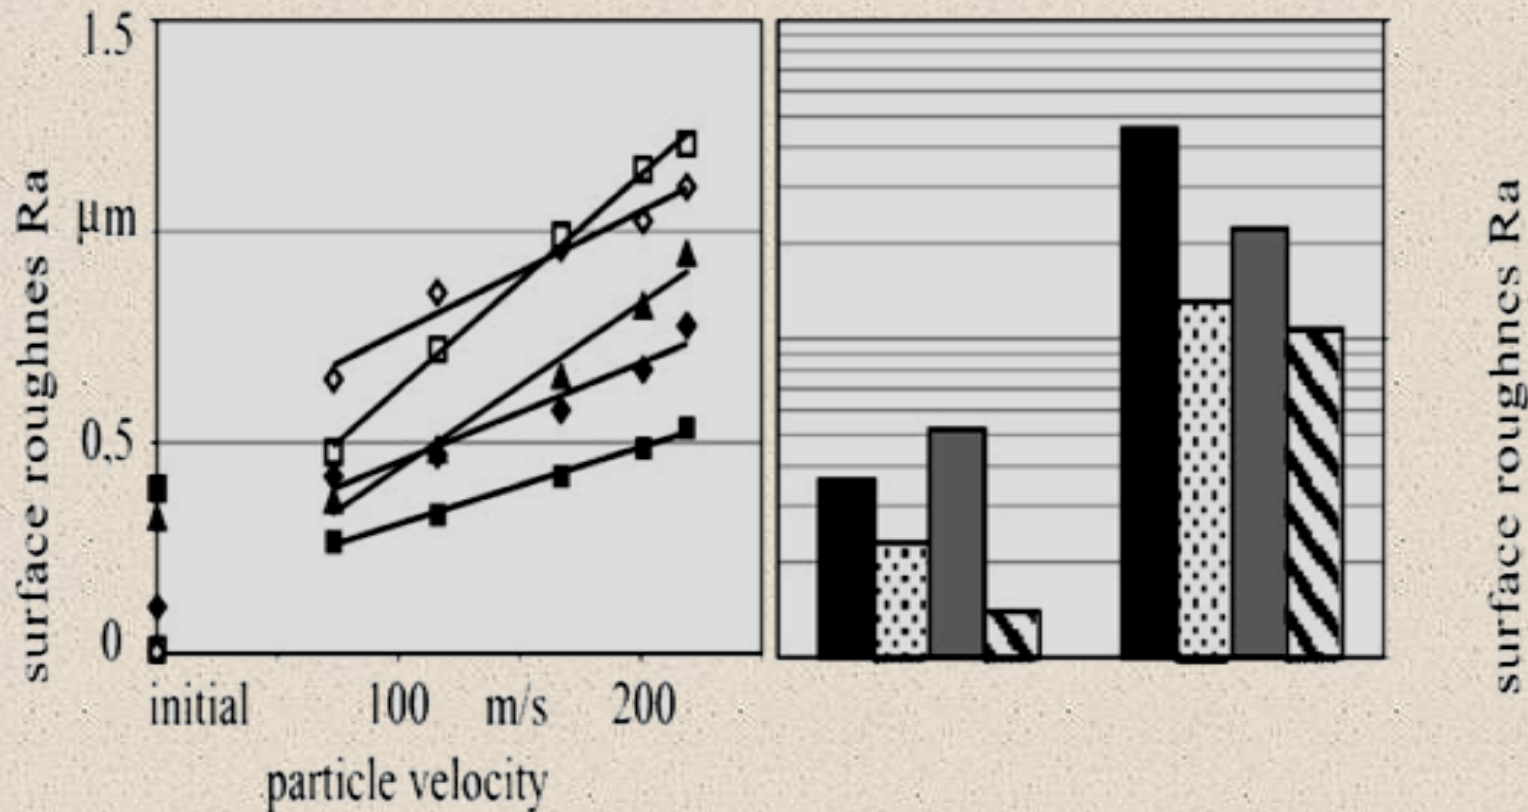 surface roughnes Ra
1.5
µm
0,5
0
initial 100 m/s 200
particle velocity
surface roughnes Ra